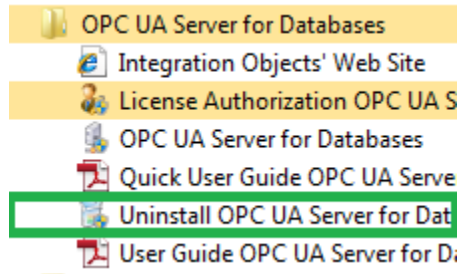 OPC UA Server for Databases
Integration Objects' Web Site
License Authorization OPC UA S
OPC UA Server for Databases
Quick User Guide OPC UA Serve
Uninstall OPC UA Server for Dat
User Guide OPC UA Server for Da